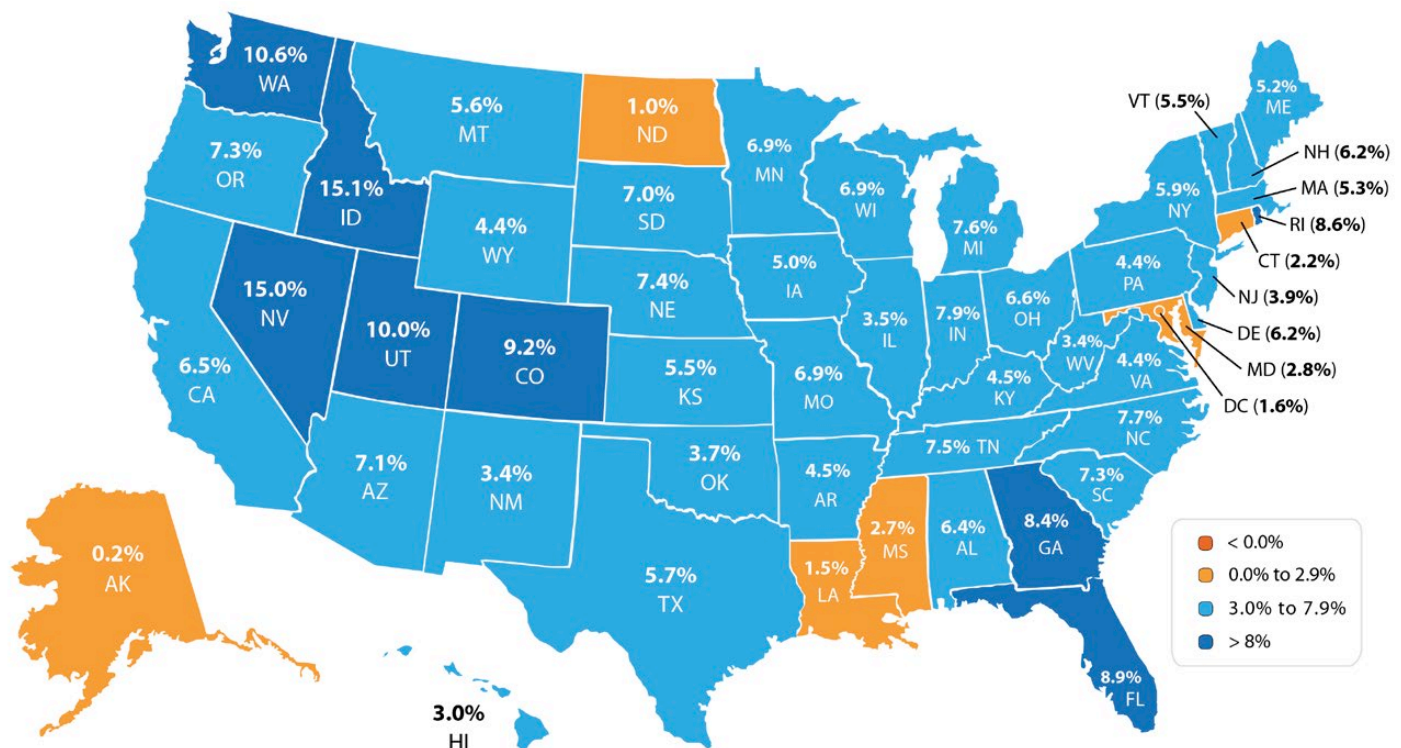 10.6%
WA
7.3%
OR
15.1%
ID
5.6%
MT
1.0%
ND
6.9%
MN
7.0%
SD
4.4%
WY
6.9%
WI
7.6%
MI
5.9%
NY
5.2%
ME
VT (5.5%)
NH (6.2%)
MA (5.3%)
RI (8.6%)
CT (2.2%)
NJ (3.9%)
DE (6.2%)
MD (2.8%)
DC (1.6%)
6.5%
CA
15.0%
NV
10.0%
UT
9.2%
CO
7.4%
NE
5.0%
IA
3.5%
IL
7.9%
IN
6.6%
OH
4.4%
PA
3.4%
WV
4.4%
VA
5.5%
KS
6.9%
MO
4.5%
KY
7.7%
NC
7.5% TN
7.3%
SC
7.1%
AZ
3.4%
NM
3.7%
OK
4.5%
AR
2.7%
MS
6.4%
AL
8.4%
GA
5.7%
TX
1.5%
LA
8.9%
FL
0.2%
AK
3.0%
HI
< 0.0%
0.0% to 2.9%
3.0% to 7.9%
> 8%